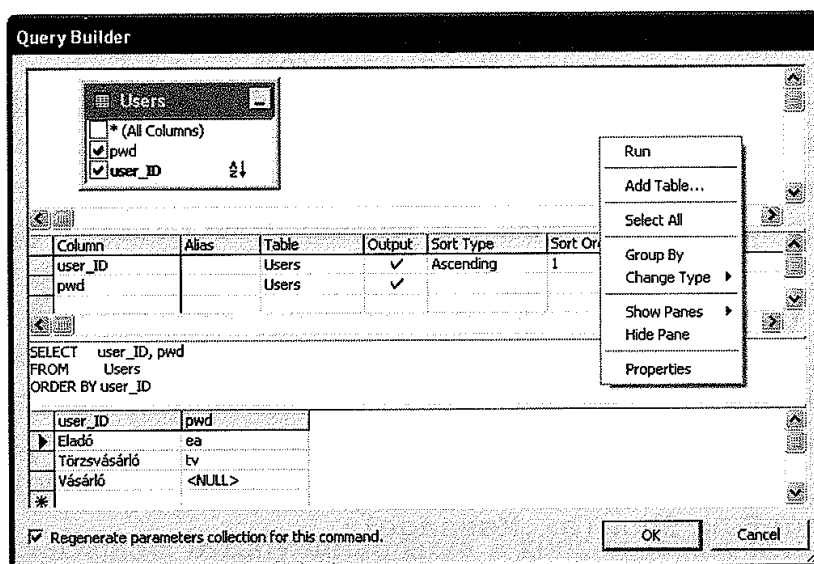 Query Builder
Users
* (All Columns)
pwd
user_ID
Run
Add Table...
Select All
Group By
Change Type
Show Panes
Hide Pane
Properties
Column Alias Table Output Sort Type Sort Or
user_ID Users Ascending 1
pwd Users
SELECT user_ID, pwd
FROM Users
ORDER BY user_ID
user_ID pwd
Eladó ea
Törzsvásárló tv
Vásárló <NULL>
Regenerate parameters collection for this command.
OK Cancel